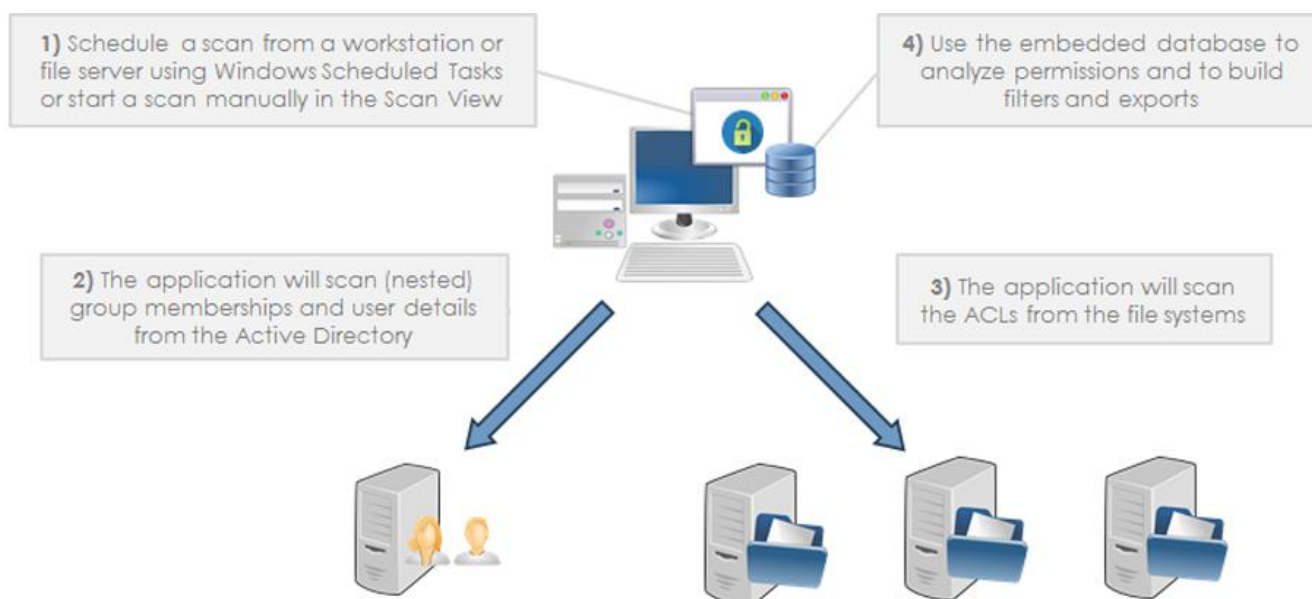 1) Schedule a scan from a workstation or
file server using Windows Scheduled Tasks
or start a scan manually in the Scan View
4) Use the embedded database to
analyze permissions and to build
filters and exports
2) The application will scan (nested)
group memberships and user details
from the Active Directory
3) The application will scan
the ACLs from the file systems